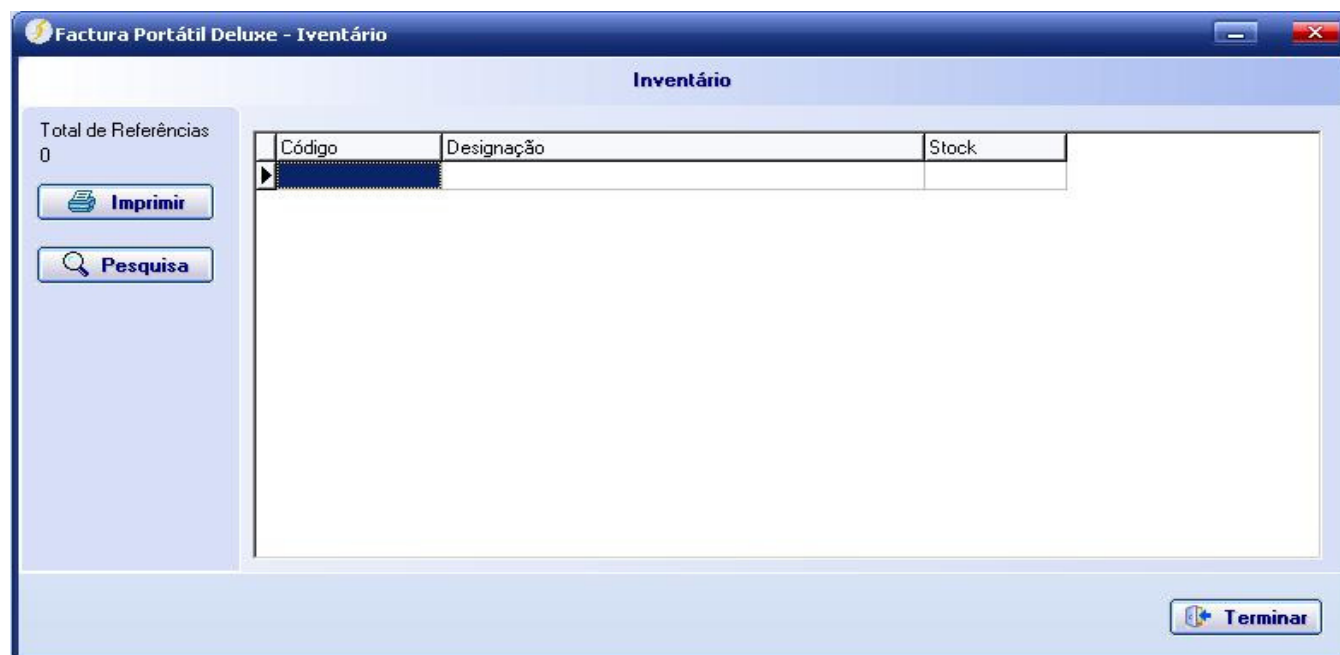 Factura Portátil Deluxe - Iventário
Inventário
Total de Referências
0
Código Designação Stock
Imprimir
Pesquisa
Terminar